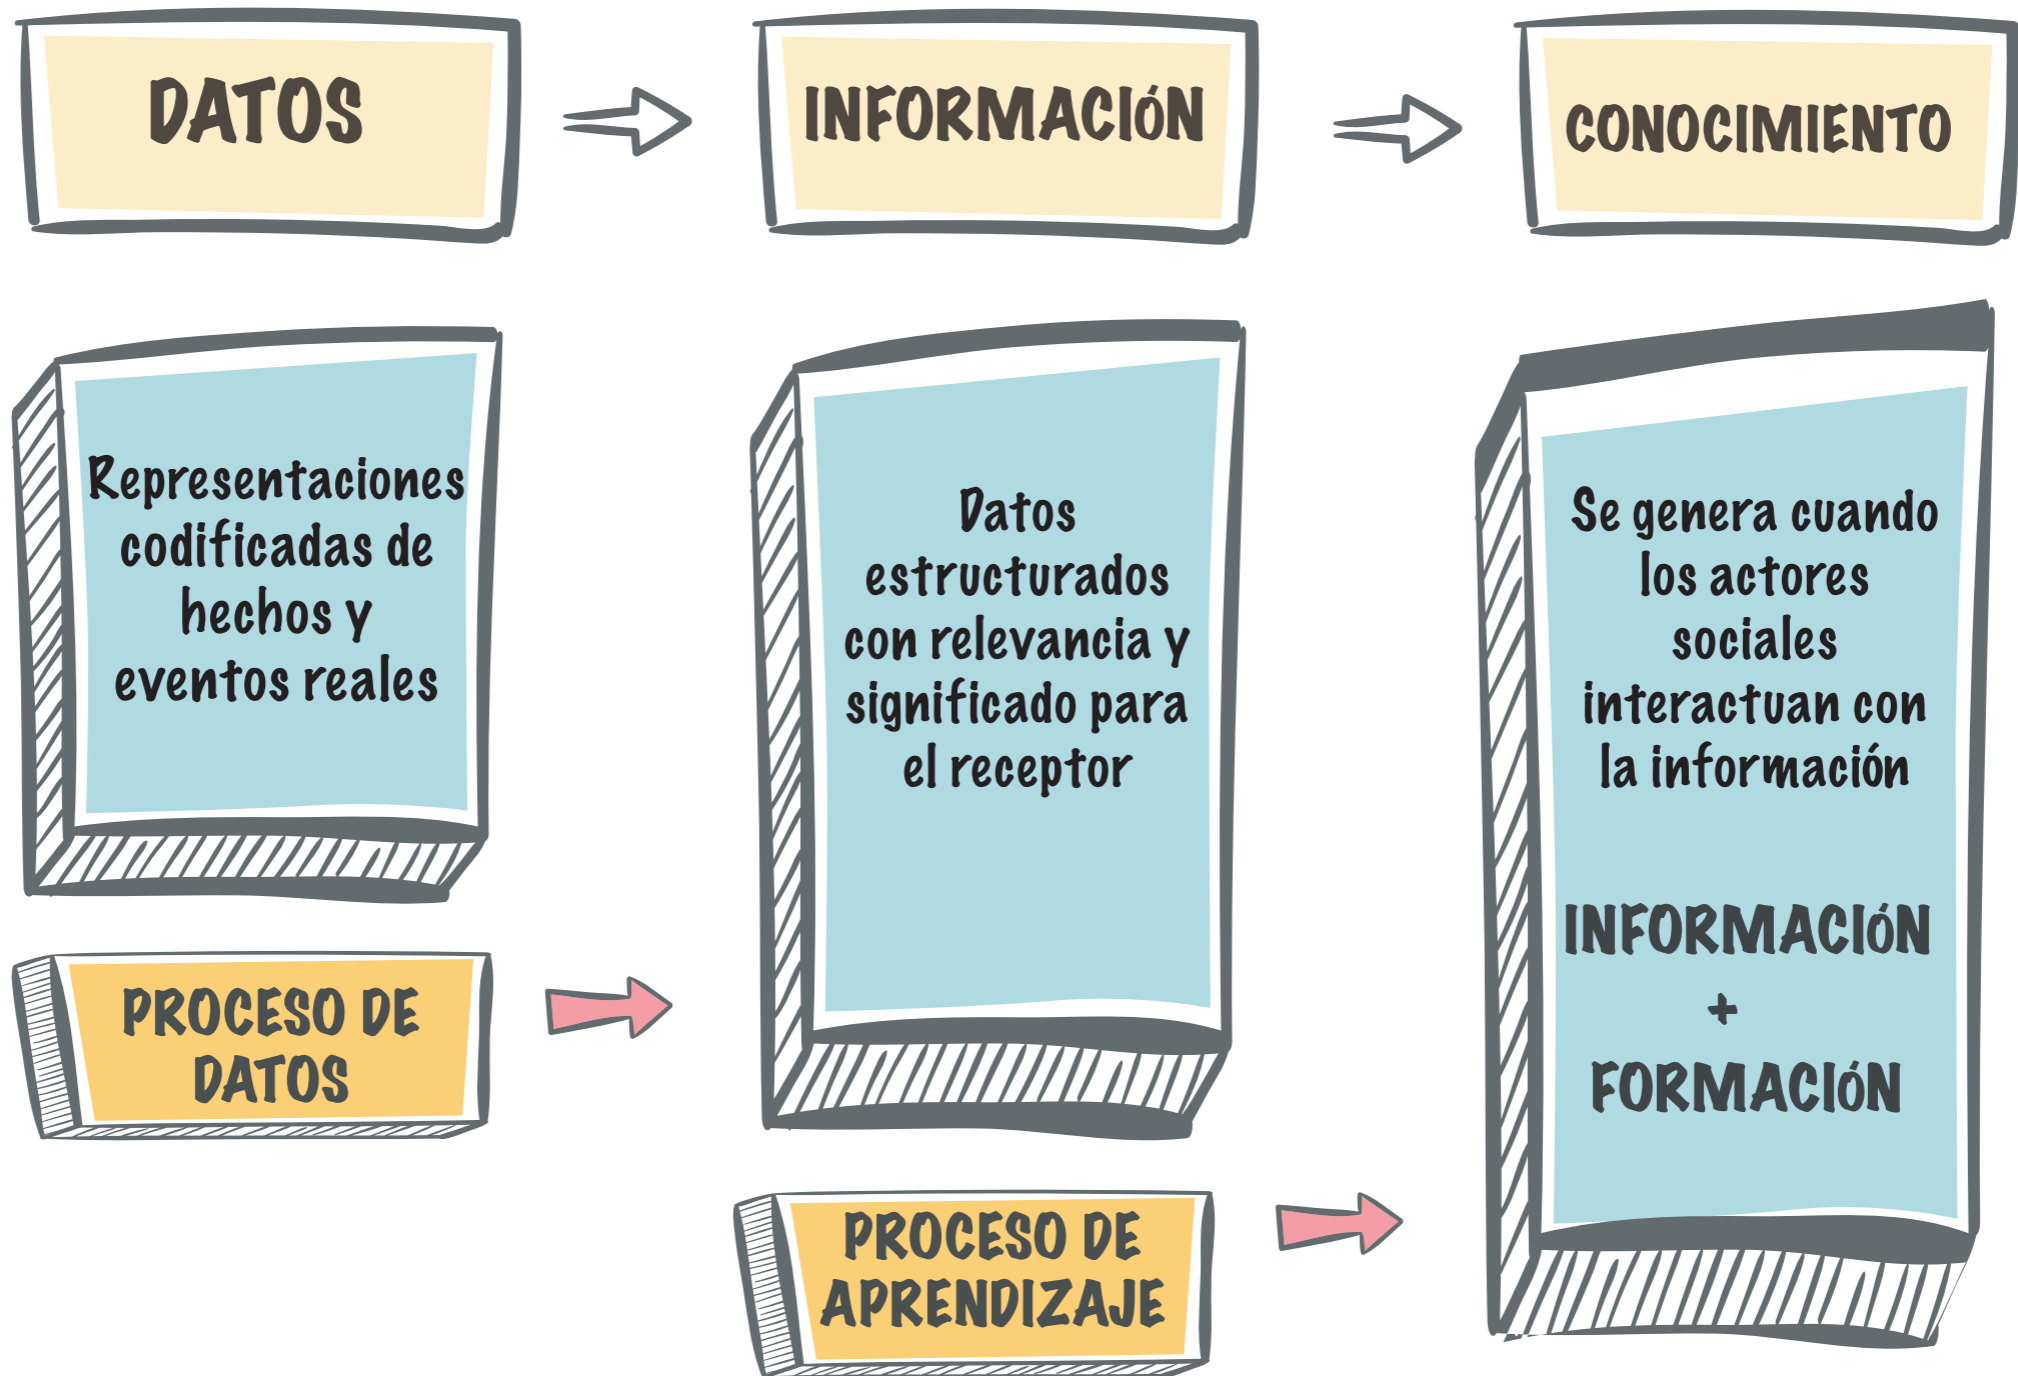 DATOS
INFORMACIÓN
CONOCIMIENTO
Representaciones
codificadas de
hechos y
eventos reales
PROCESO DE
DATOS
Datos
estructurados
con relevancia y
significado para
el receptor
PROCESO DE
APRENDIZAJE
Se genera cuando
los actores
sociales
interactuan con
la información
INFORMACIÓN
+
FORMACIÓN